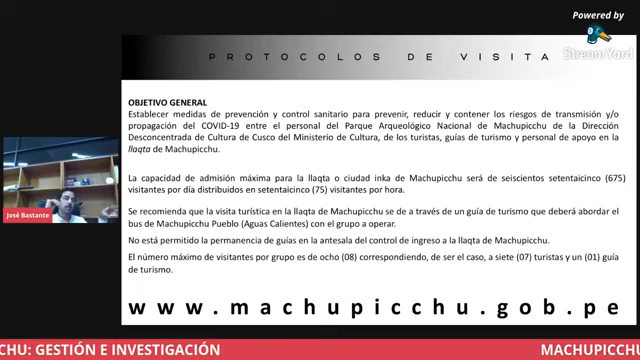 Powered by
StreamYard
PROTOCOLOS DE VISITA
OBJETIVO GENERAL
Establecer medidas de prevención y control sanitario para prevenir, reducir y contener los riesgos de transmisión y/o
propagación del COVID-19 entre el personal del Parque Arqueológico Nacional de Machupicchu de la Dirección
Desconcentrada de Cultura de Cusco del Ministerio de Cultura, de los turistas, guías de turismo y personal de apoyo en la
llaqta de Machupicchu.
La capacidad de admisión máxima para la llaqta o ciudad inka de Machupicchu será de seiscientos setentaicinco (675)
visitantes por día distribuidos en setentaicinco (75) visitantes por hora.
Se recomienda que la visita turística en la llaqta de Machupicchu se de a través de un guía de turismo que deberá abordar el
bus de Machupicchu Pueblo (Aguas Calientes) con el grupo a operar.
No está permitido la permanencia de guías en la antesala del control de ingreso a la llaqta de Machupicchu.
El número máximo de visitantes por grupo es de ocho (08) correspondiendo, de ser el caso, a siete (07) turistas y un (01) guía
de turismo.
www.machupicchu.gob.pe
José Bastante
CHU: GESTIÓN E INVESTIGACIÓN
MACHUPICCHU